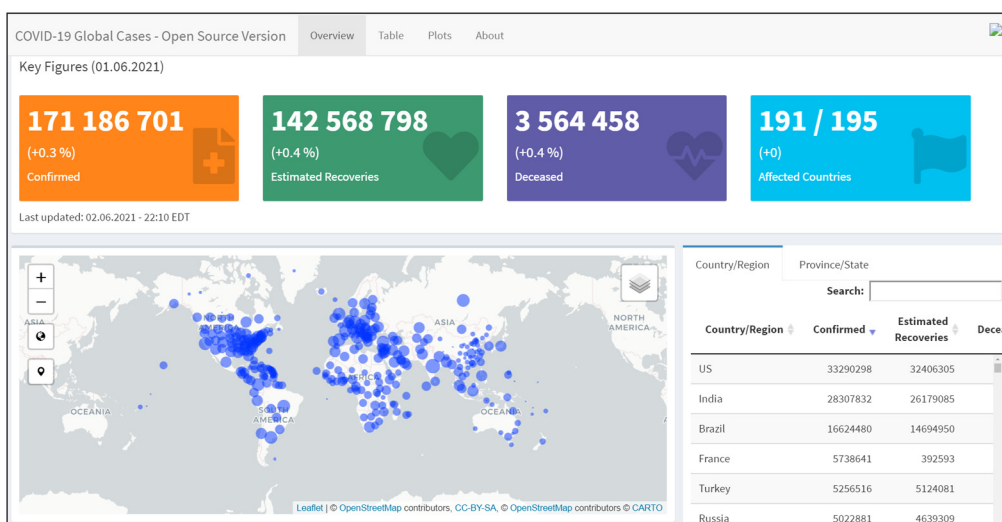 COVID-19 Global Cases - Open Source Version Overview Table Plots About
Key Figures (01.06.2021)
171 186 701
(+0.3 %)
Confirmed
142 568 798
(+0.4 %)
Estimated Recoveries
3 564 458
(+0.4 %)
Deceased
191 / 195
(+0)
Affected Countries
Last updated: 02.06.2021 - 22:10 EDT
+
−
ASIA
NORTH
AMERICA
ASIA
NORTH
AMERICA
AFRICA
OCEANIA
SOUTH
AMERICA
OCEANIA
Leaflet | © OpenStreetMap contributors, CC-BY-SA, © OpenStreetMap contributors © CARTO
Country/Region Province/State
Search:
Country/Region Confirmed Estimated Recoveries Decea
US 33290298 32406305
India 28307832 26179085
Brazil 16624480 14694950
France 5738641 392593
Turkey 5256516 5124081
Russia 5022881 4639309